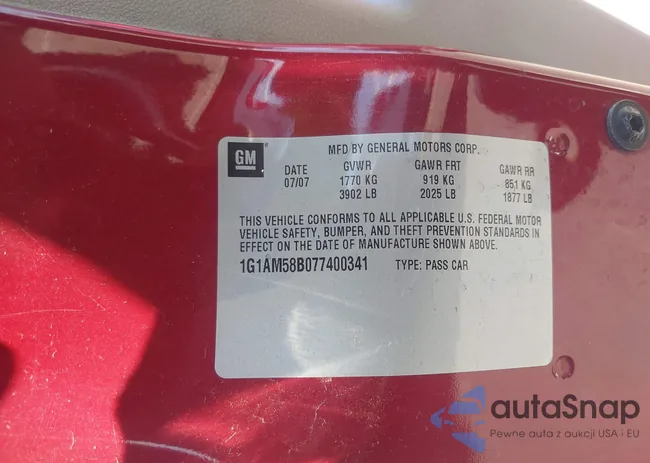 MFD BY GENERAL MOTORS CORP.
GM
DATE GVWR GAWR FRT GAWR RR
07/07 1770 KG 919 KG 851 KG
3902 LB 2025 LB 1877 LB
THIS VEHICLE CONFORMS TO ALL APPLICABLE U.S. FEDERAL MOTOR
VEHICLE SAFETY, BUMPER, AND THEFT PREVENTION STANDARDS IN
EFFECT ON THE DATE OF MANUFACTURE SHOWN ABOVE.
1G1AM58B077400341 TYPE: PASS CAR
autaSnap
Pewne auta z aukcji USA i EU